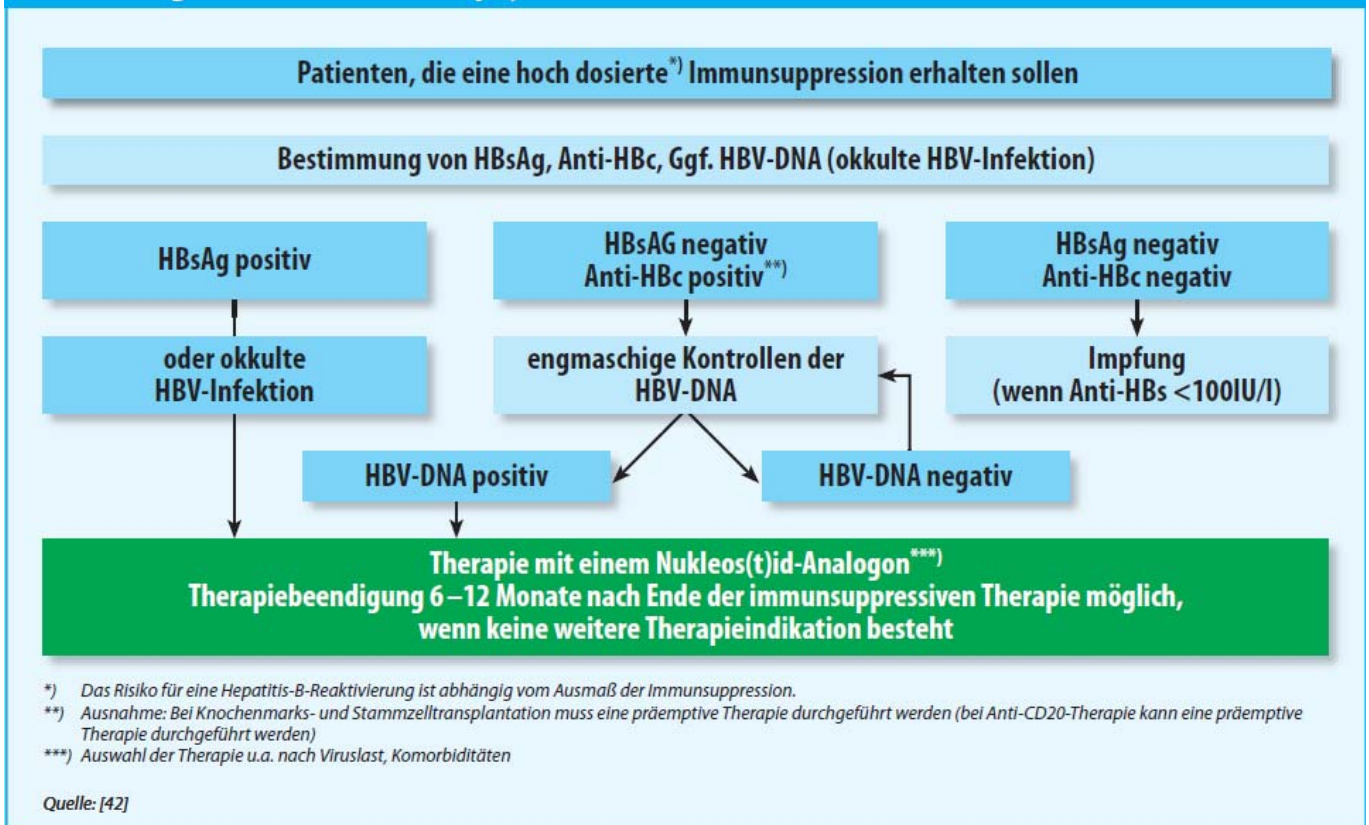 Patienten, die eine hoch dosierte*) Immunsuppression erhalten sollen
Bestimmung von HBsAg, Anti-HBc, Ggf. HBV-DNA (okkulte HBV-Infektion)
HBsAg positiv
HBsAG negativ
Anti-HBc positiv**)
HBsAg negativ
Anti-HBc negativ
oder okkulte
HBV-Infektion
engmaschige Kontrollen der
HBV-DNA
Impfung
(wenn Anti-HBs <100IU/l)
HBV-DNA positiv
HBV-DNA negativ
Therapie mit einem Nukleos(t)id-Analogon***)
Therapiebeendigung 6–12 Monate nach Ende der immunsuppressiven Therapie möglich,
wenn keine weitere Therapieindikation besteht
*) Das Risiko für eine Hepatitis-B-Reaktivierung ist abhängig vom Ausmaß der Immunsuppression.
**) Ausnahme: Bei Knochenmarks- und Stammzelltransplantation muss eine präemptive Therapie durchgeführt werden (bei Anti-CD20-Therapie kann eine präemptive
Therapie durchgeführt werden)
***) Auswahl der Therapie u.a. nach Viruslast, Komorbiditäten
Quelle: [42]